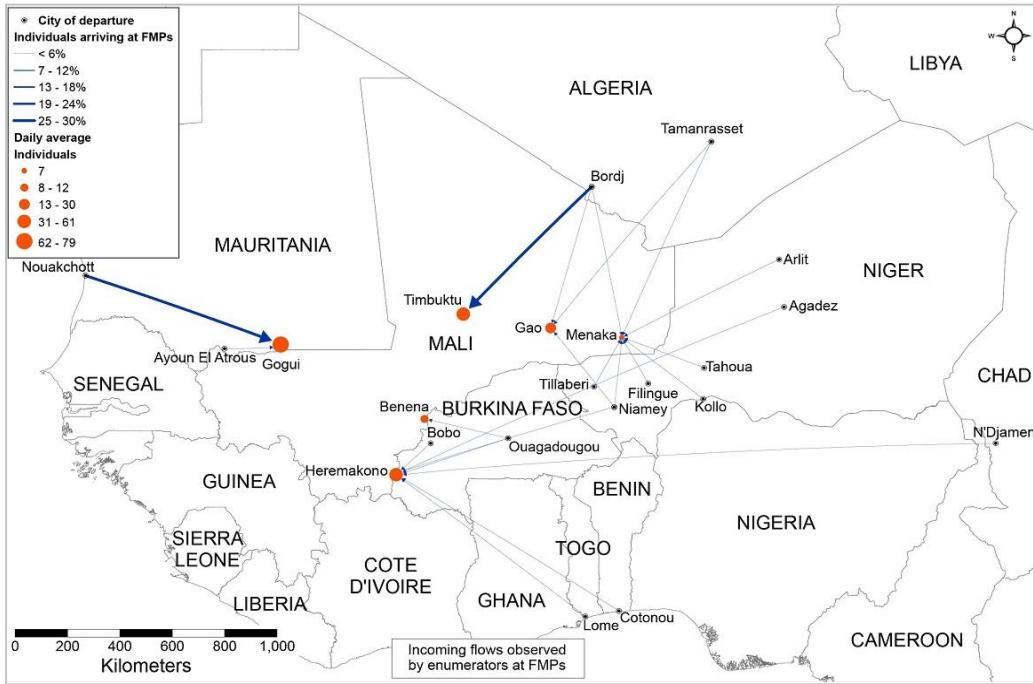 City of departure
Individuals arriving at FMPs
< 6%
7 - 12%
13 - 18%
19 - 24%
25 - 30%
Daily average
Individuals
7
8 - 12
13 - 30
31 - 61
62 - 79
N
W
E
S
LIBYA
ALGERIA
Tamanrasset
Bordj
MAURITANIA
Nouakchott
Arlit
NIGER
Timbuktu
Agadez
Gao
Menaka
MALI
Ayoun El Atrous
Gogui
Tahoua
CHAD
SENEGAL
Tillaberi
Filingue
Kollo
Benena
BURKINA FASO
Niamey
Bobo
Ouagadougou
N'Djamen
Heremakono
GUINEA
BENIN
NIGERIA
SIERRA
LEONE
TOGO
COTE
D'IVOIRE
GHANA
LIBERIA
Lome
Cotonou
0 200 400 600 800 1,000
Kilometers
Incoming flows observed
by enumerators at FMPs
CAMEROON